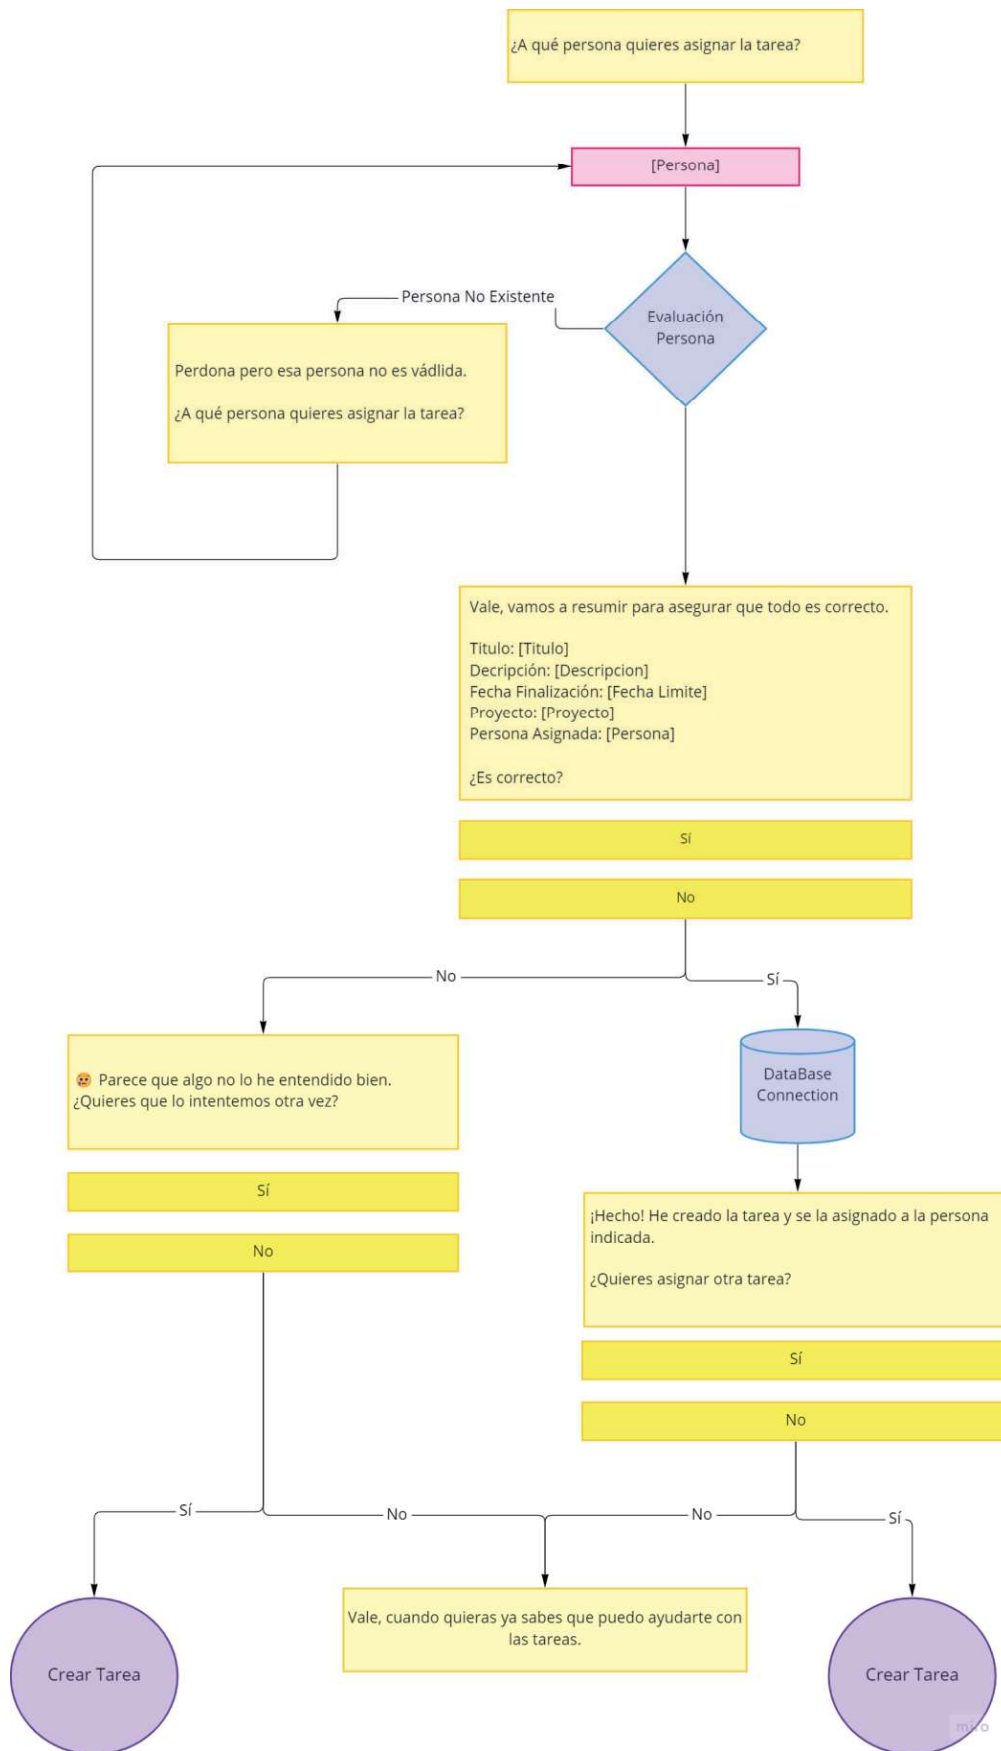 ¿A qué persona quieres asignar la tarea?
[Persona]
Evaluación
Persona
Persona No Existente
Perdona pero esa persona no es vádlida.
¿A qué persona quieres asignar la tarea?
Vale, vamos a resumir para asegurar que todo es correcto.
Titulo: [Titulo]
Decripción: [Descripcion]
Fecha Finalización: [Fecha Limite]
Proyecto: [Proyecto]
Persona Asignada: [Persona]
¿Es correcto?
Sí
No
No
Sí
Parece que algo no lo he entendido bien.
¿Quieres que lo intentemos otra vez?
DataBase
Connection
Sí
No
¡Hecho! He creado la tarea y se la asignado a la persona
indicada.
¿Quieres asignar otra tarea?
Sí
No
Sí
No
No
Sí
Crear Tarea
Vale, cuando quieras ya sabes que puedo ayudarte con
las tareas.
Crear Tarea
miro